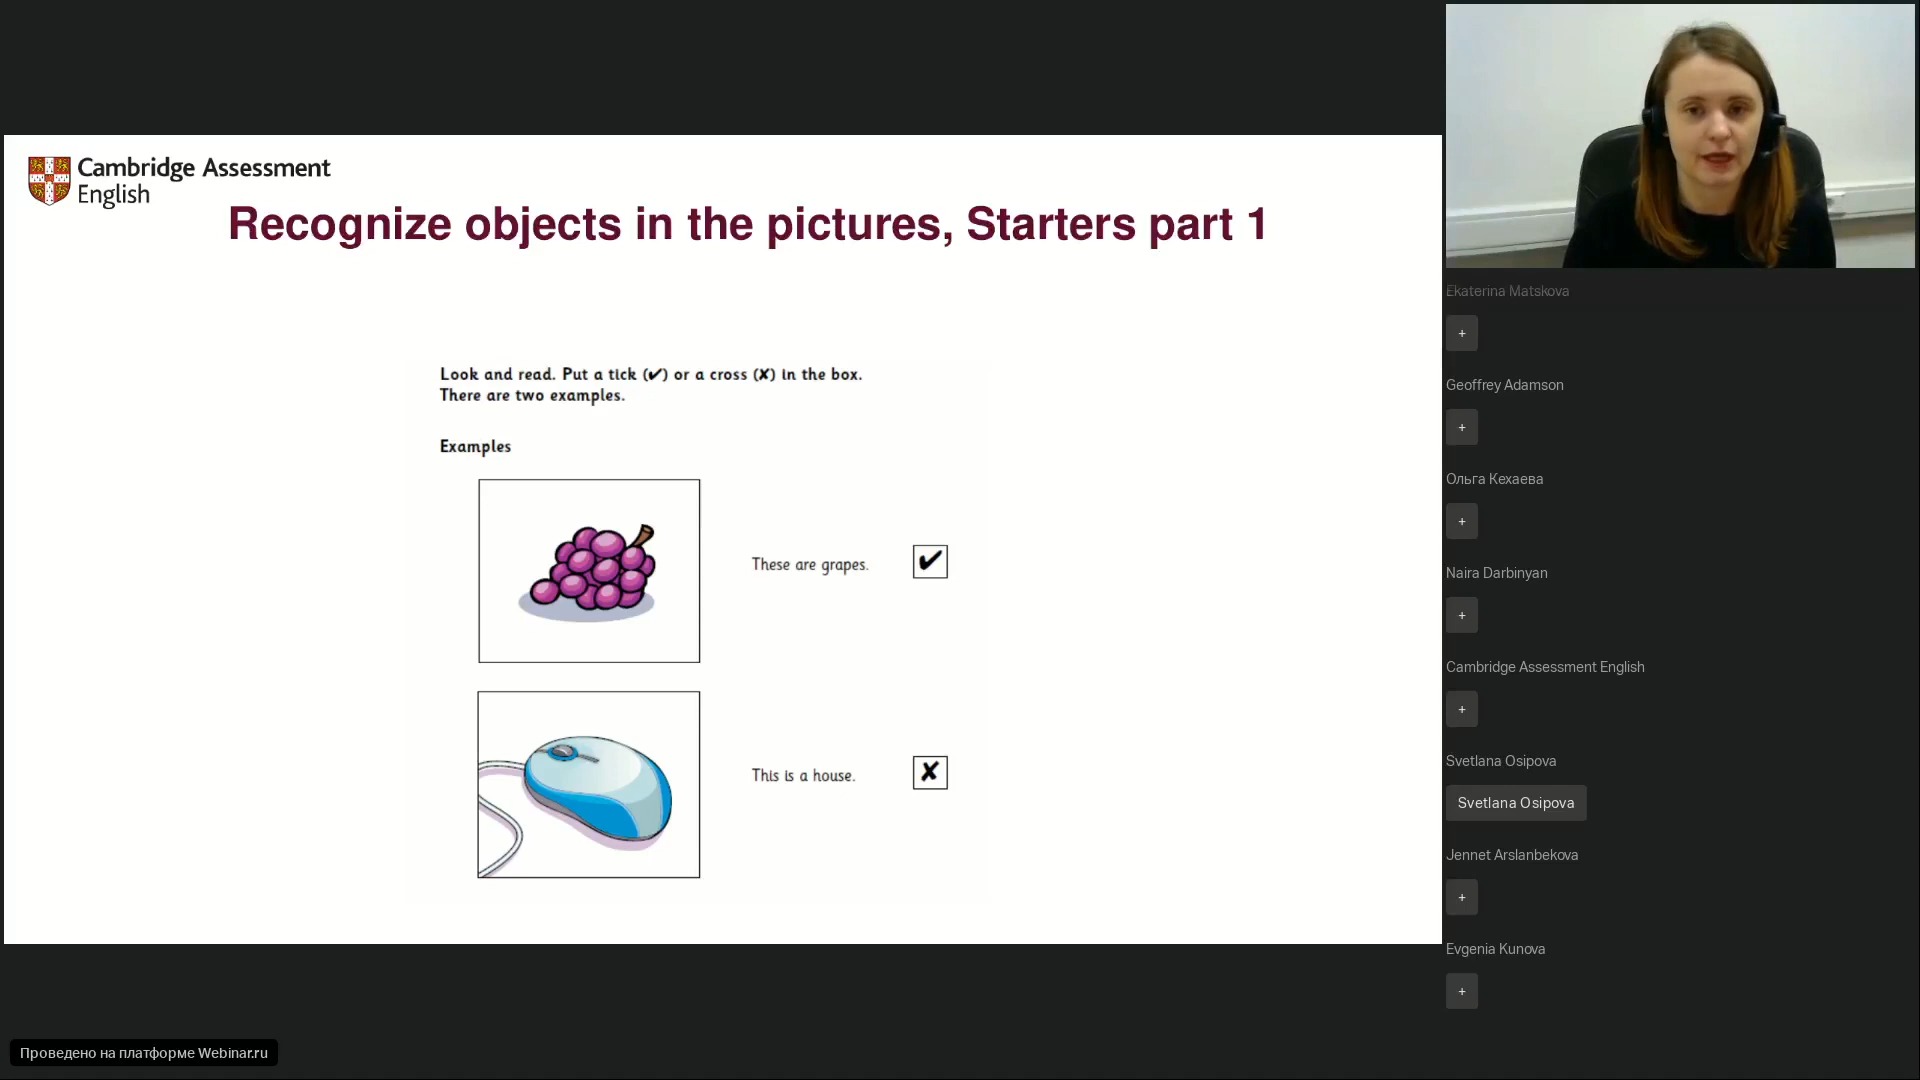 Cambridge Assessment
English
Recognize objects in the pictures, Starters part 1
Look and read. Put a tick (✔) or a cross (✘) in the box.
There are two examples.
Examples
These are grapes.
✔
This is a house.
✘
Ekaterina Matskova
+
Geoffrey Adamson
+
Ольга Кехаева
+
Naira Darbinyan
+
Cambridge Assessment English
+
Svetlana Osipova
Svetlana Osipova
Jennet Arslanbekova
+
Evgenia Kunova
+
Проведено на платформе Webinar.ru